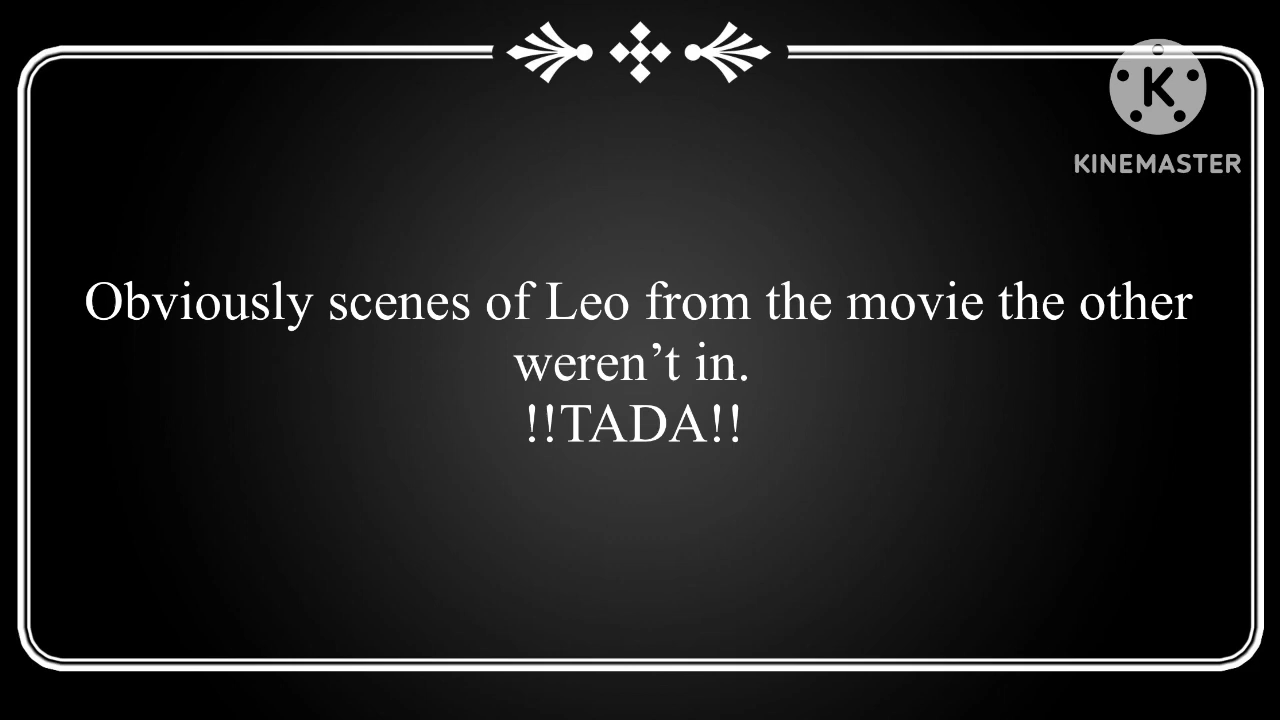 K
KINEMASTER
Obviously scenes of Leo from the movie the other
weren’t in.
!!TADA!!